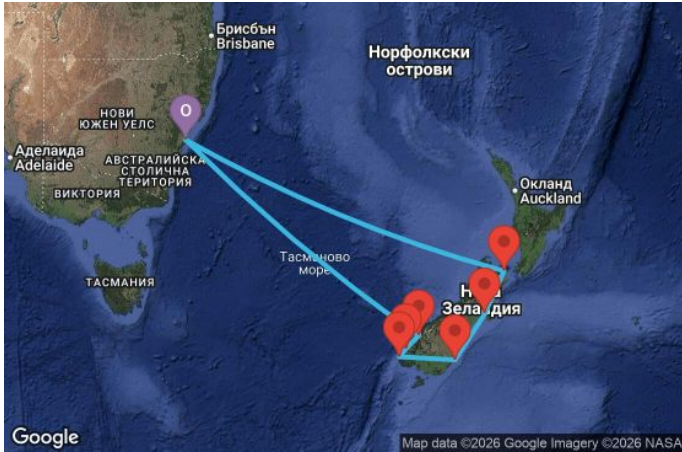 Брисбън
Brisbane
Норфолкски
острови
НОВИ
ЮЖЕН УЕЛС
O
Аделаида
Adelaide
АВСТРАЛИЙСКА
СТОЛИЧНА
ТЕРИТОРИЯ
ВИКТОРИЯ
Окланд
Auckland
Тасманово
море
ТАСМАНИЯ
Зеландия
Google
Map data ©2026 Google Imagery ©2026 NASA